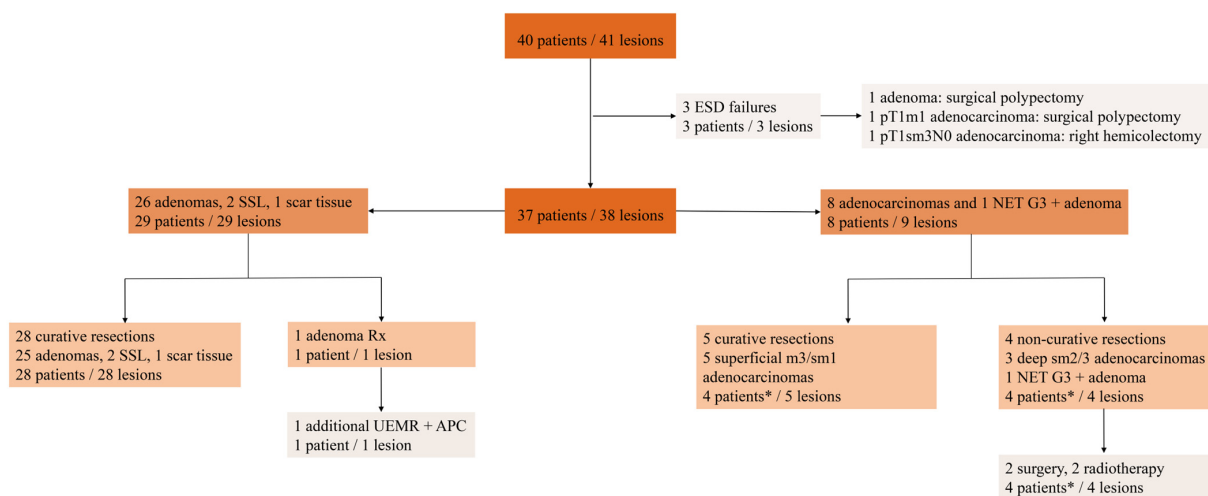 40 patients / 41 lesions
3 ESD failures
3 patients / 3 lesions
1 adenoma: surgical polypectomy
1 pT1m1 adenocarcinoma: surgical polypectomy
1 pT1sm3N0 adenocarcinoma: right hemicolectomy
26 adenomas, 2 SSL, 1 scar tissue
29 patients / 29 lesions
37 patients / 38 lesions
8 adenocarcinomas and 1 NET G3 + adenoma
8 patients / 9 lesions
28 curative resections
25 adenomas, 2 SSL, 1 scar tissue
28 patients / 28 lesions
1 adenoma Rx
1 patient / 1 lesion
5 curative resections
5 superficial m3/sm1
adenocarcinomas
4 patients* / 5 lesions
4 non-curative resections
3 deep sm2/3 adenocarcinomas
1 NET G3 + adenoma
4 patients* / 4 lesions
1 additional UEMR + APC
1 patient / 1 lesion
2 surgery, 2 radiotherapy
4 patients* / 4 lesions